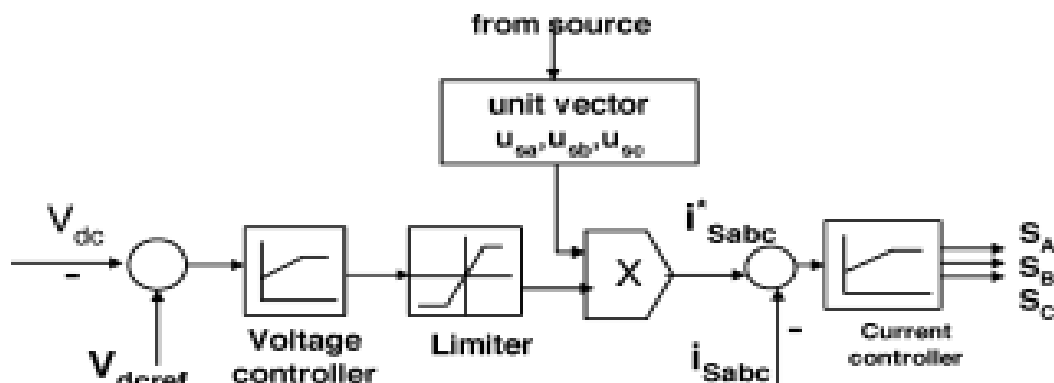 from source
unit vector
u_sa,u_sb,u_sc
V_dc
-
V_dcref
Voltage
controller
Limiter
X
i*_Sabc
-
i_Sabc
Current
controller
S_A
S_B
S_C